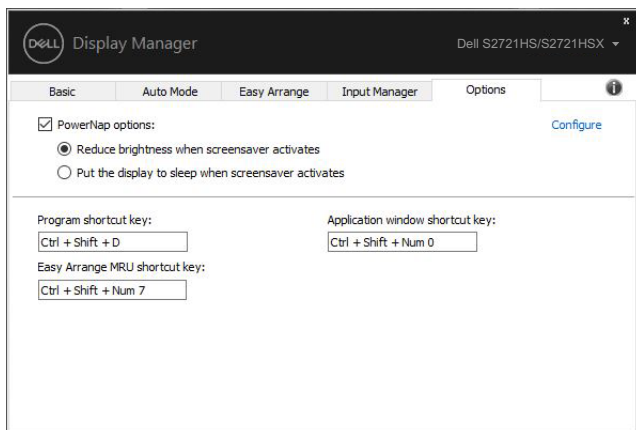 x
DELL Display Manager
Dell S2721HS/S2721HSX
Basic Auto Mode Easy Arrange Input Manager Options i
PowerNap options: Configure
Reduce brightness when screensaver activates
Put the display to sleep when screensaver activates
Program shortcut key: Application window shortcut key:
Ctrl + Shift + D Ctrl + Shift + Num 0
Easy Arrange MRU shortcut key:
Ctrl + Shift + Num 7